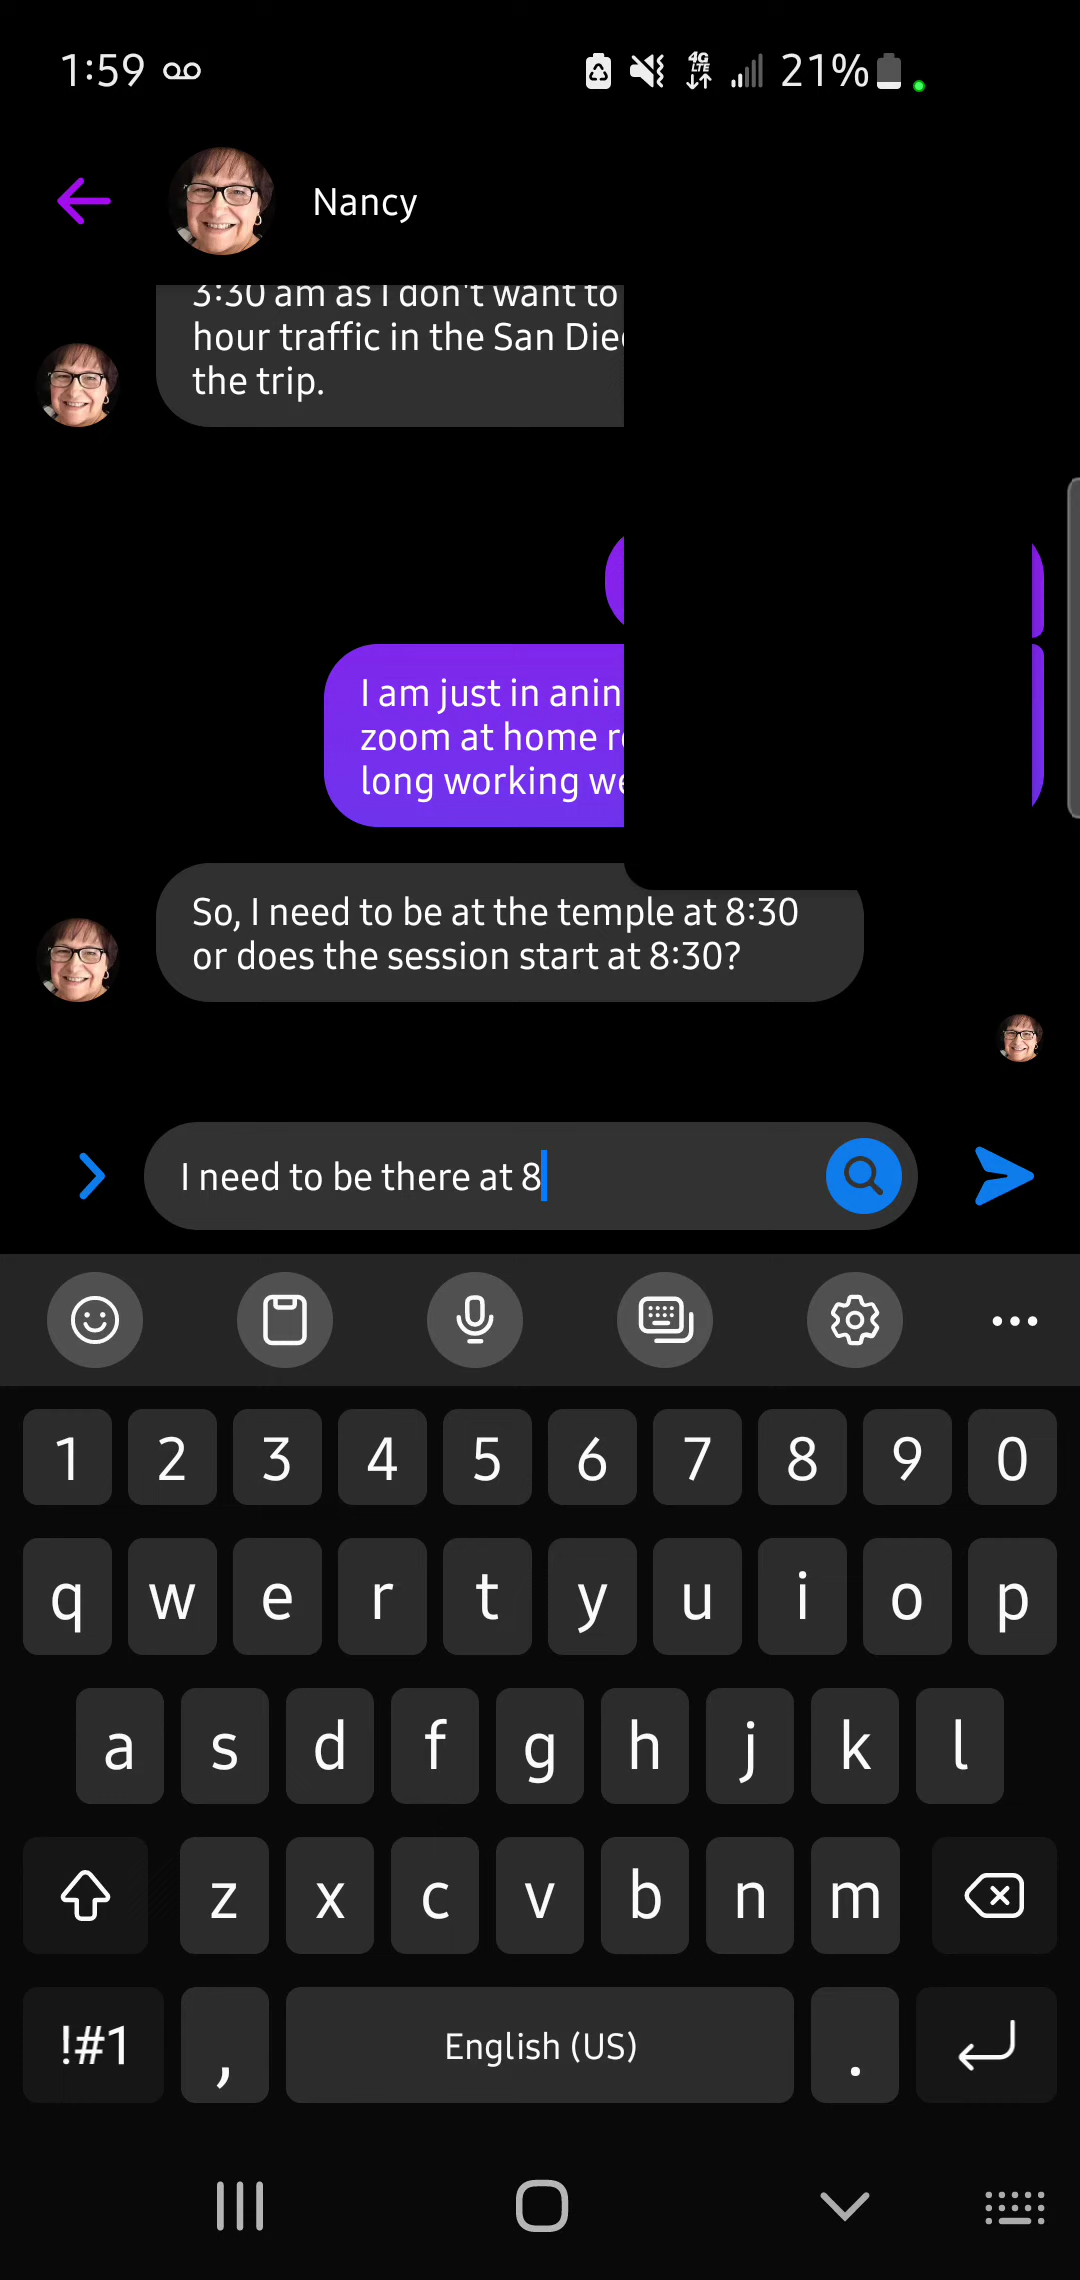 1:59 4G LTE 21%
Nancy
3:30 am as I don't want to
hour traffic in the San
the trip.
I am just in
zoom at home
long working
So, I need to be at the temple at 8:30
or does the session start at 8:30?
I need to be there at 8
1 2 3 4 5 6 7 8 9 0
q w e r t y u i o p
a s d f g h j k l
z x c v b n m
!#1 , English (US) .